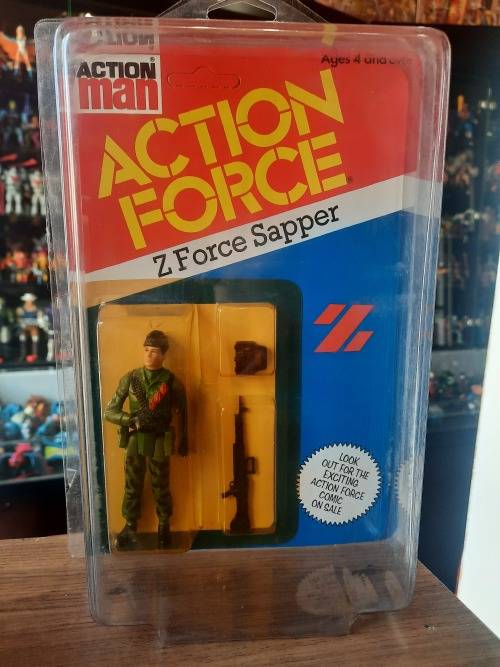 Ages 4 and over
ACTION
man
ACTION
FORCE
Z Force Sapper
Z
LOOK
OUT FOR THE
EXCITING
ACTION FORCE
COMIC
ON SALE